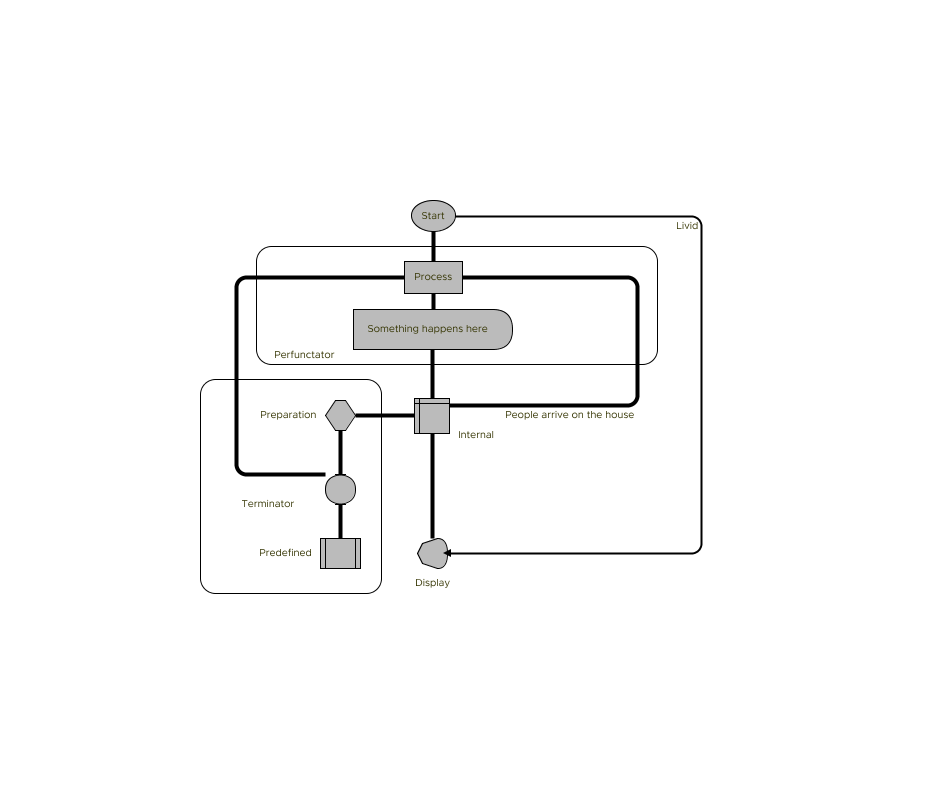 Start
Livid
Process
Something happens here
Perfunctator
Preparation
People arrive on the house
Internal
Terminator
Predefined
Display